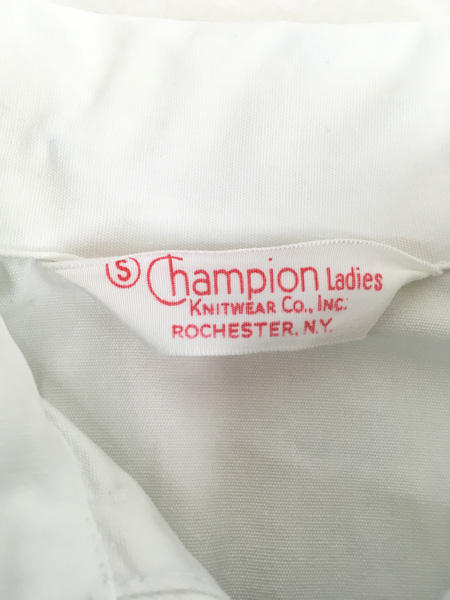 S Champion Ladies
KNITWEAR CO., INC.
ROCHESTER, N.Y.